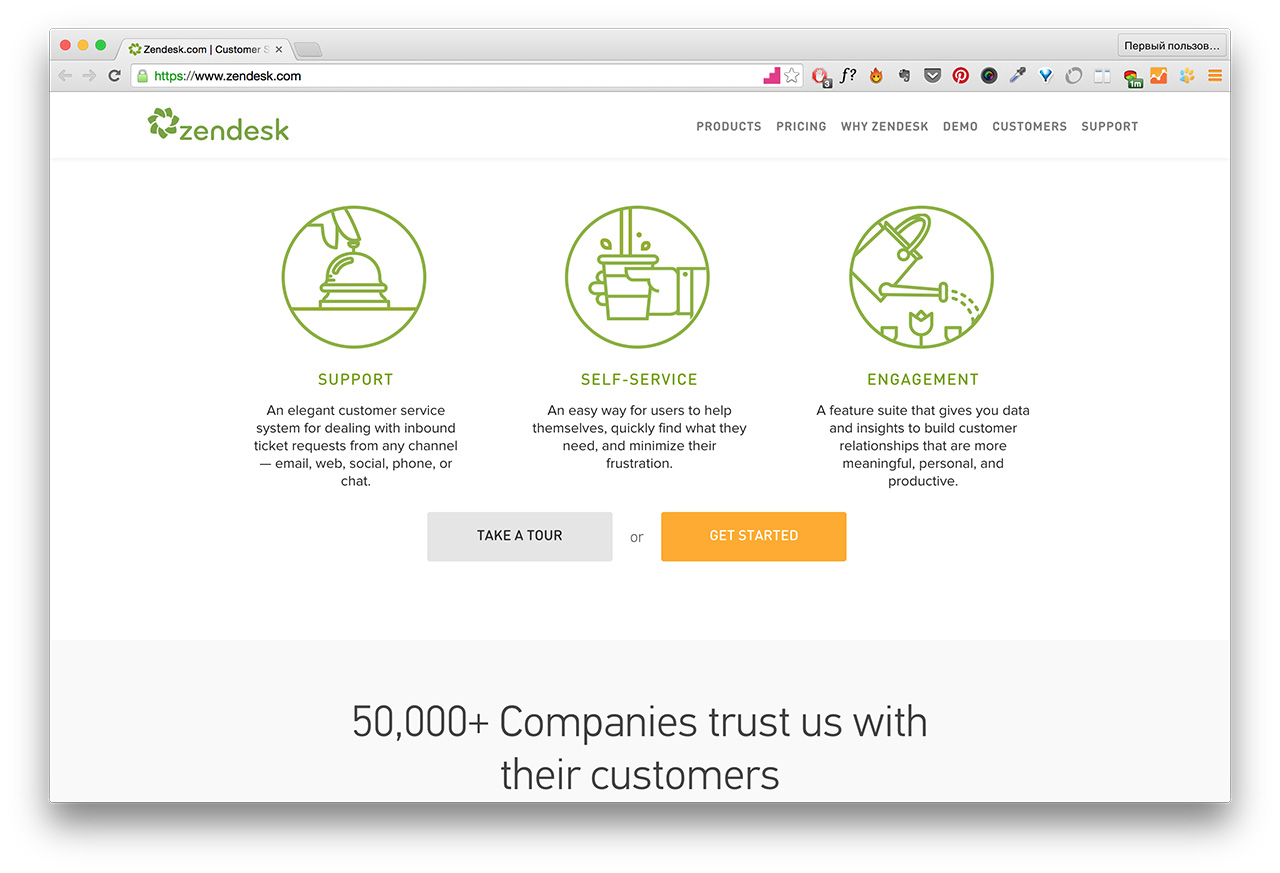 Zendesk.com | Customer S
Первый пользов...
https://www.zendesk.com
3
f?
1m
zendesk
PRODUCTS PRICING WHY ZENDESK DEMO CUSTOMERS SUPPORT
SUPPORT
An elegant customer service
system for dealing with inbound
ticket requests from any channel
— email, web, social, phone, or
chat.
SELF-SERVICE
An easy way for users to help
themselves, quickly find what they
need, and minimize their
frustration.
ENGAGEMENT
A feature suite that gives you data
and insights to build customer
relationships that are more
meaningful, personal, and
productive.
TAKE A TOUR or GET STARTED
50,000+ Companies trust us with
their customers